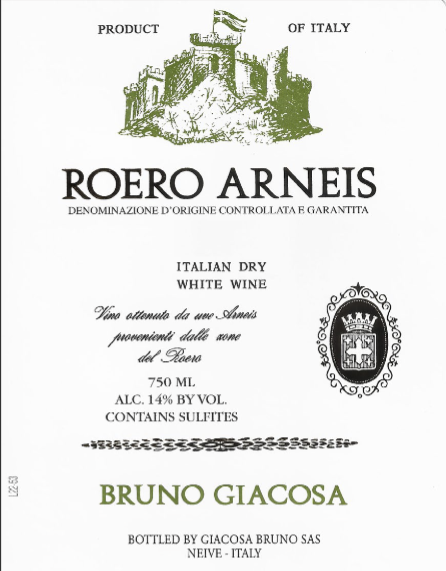 PRODUCT OF ITALY
ROERO ARNEIS
DENOMINAZIONE D'ORIGINE CONTROLLATA E GARANTITA
ITALIAN DRY
WHITE WINE
Vino ottenuto da uve Arneis
provenienti dalle zone
del Roero
750 ML
ALC. 14% BY VOL.
CONTAINS SULFITES
BRUNO GIACOSA
BOTTLED BY GIACOSA BRUNO SAS
NEIVE - ITALY